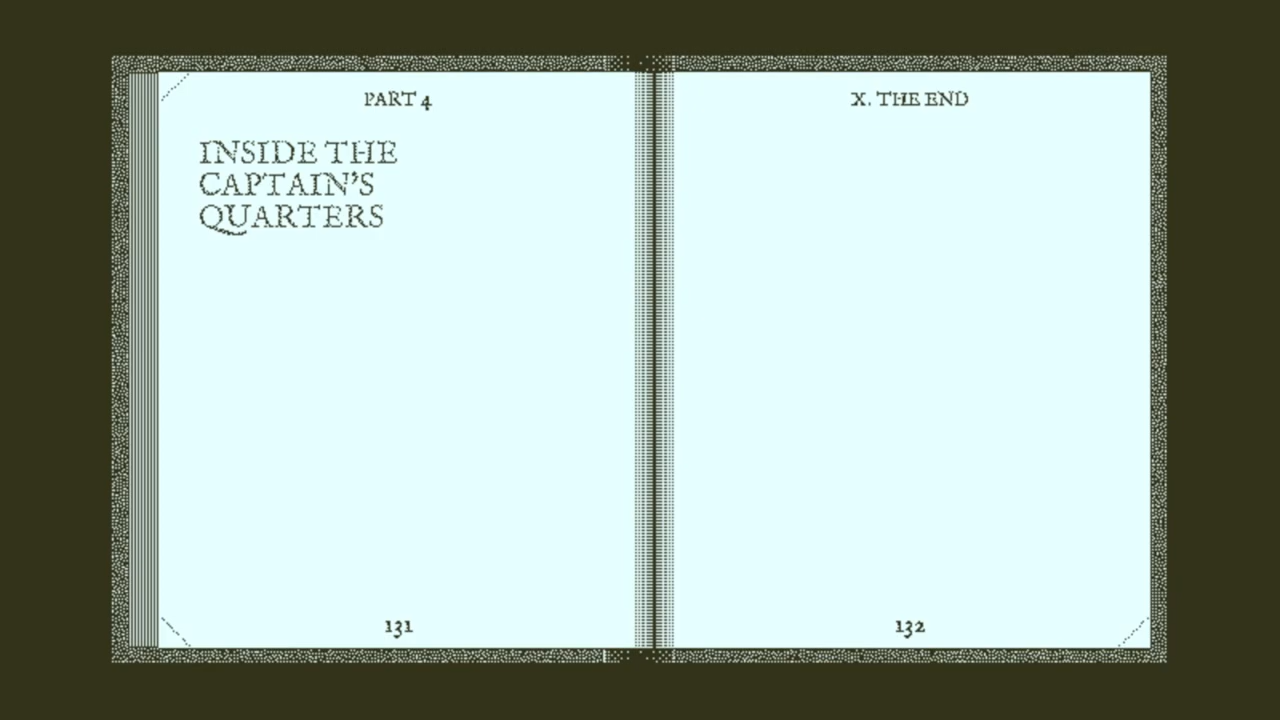 PART 4
INSIDE THE
CAPTAIN'S
QUARTERS
131
X. THE END
132